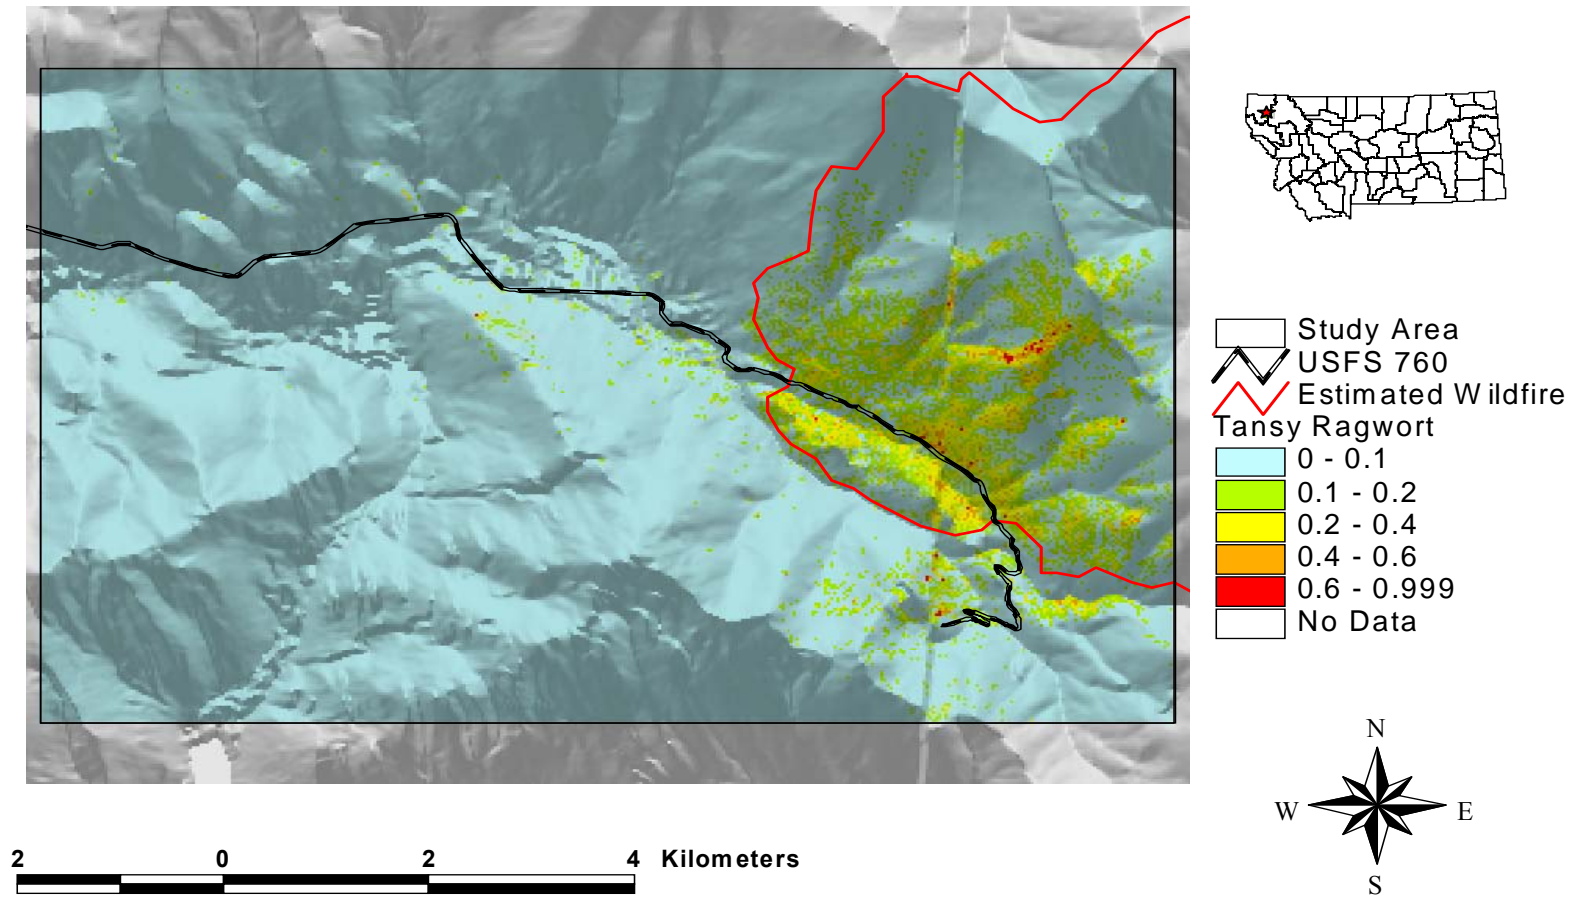 Study Area
USFS 760
Estimated Wildfire
Tansy Ragwort
0 - 0.1
0.1 - 0.2
0.2 - 0.4
0.4 - 0.6
0.6 - 0.999
No Data
N
W E
S
2 0 2 4 Kilometers